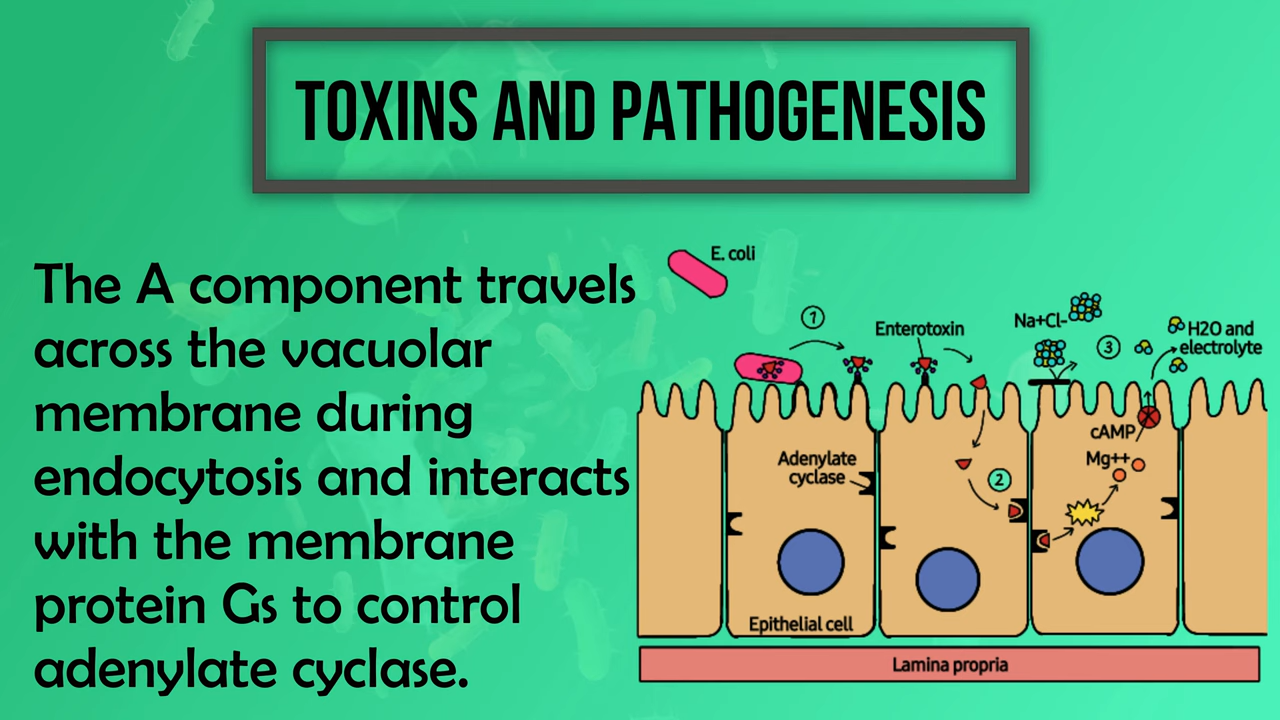 TOXINS AND PATHOGENESIS
The A component travels
across the vacuolar
membrane during
endocytosis and interacts
with the membrane
protein Gs to control
adenylate cyclase.
E. coli
1
Enterotoxin
Na+Cl-
3
H2O and
electrolyte
cAMP
Mg++
Adenylate
cyclase
2
Epithelial cell
Lamina propria